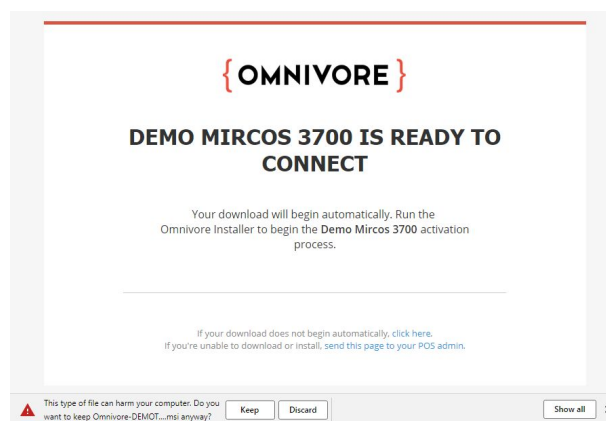 { OMNIVORE }
DEMO MIRCOS 3700 IS READY TO
CONNECT
Your download will begin automatically. Run the
Omnivore Installer to begin the Demo Mircos 3700 activation
process.
If your download does not begin automatically, click here.
If you're unable to download or install, send this page to your POS admin.
This type of file can harm your computer. Do you
want to keep Omnivore-DEMOT....msi anyway?
Keep
Discard
Show all